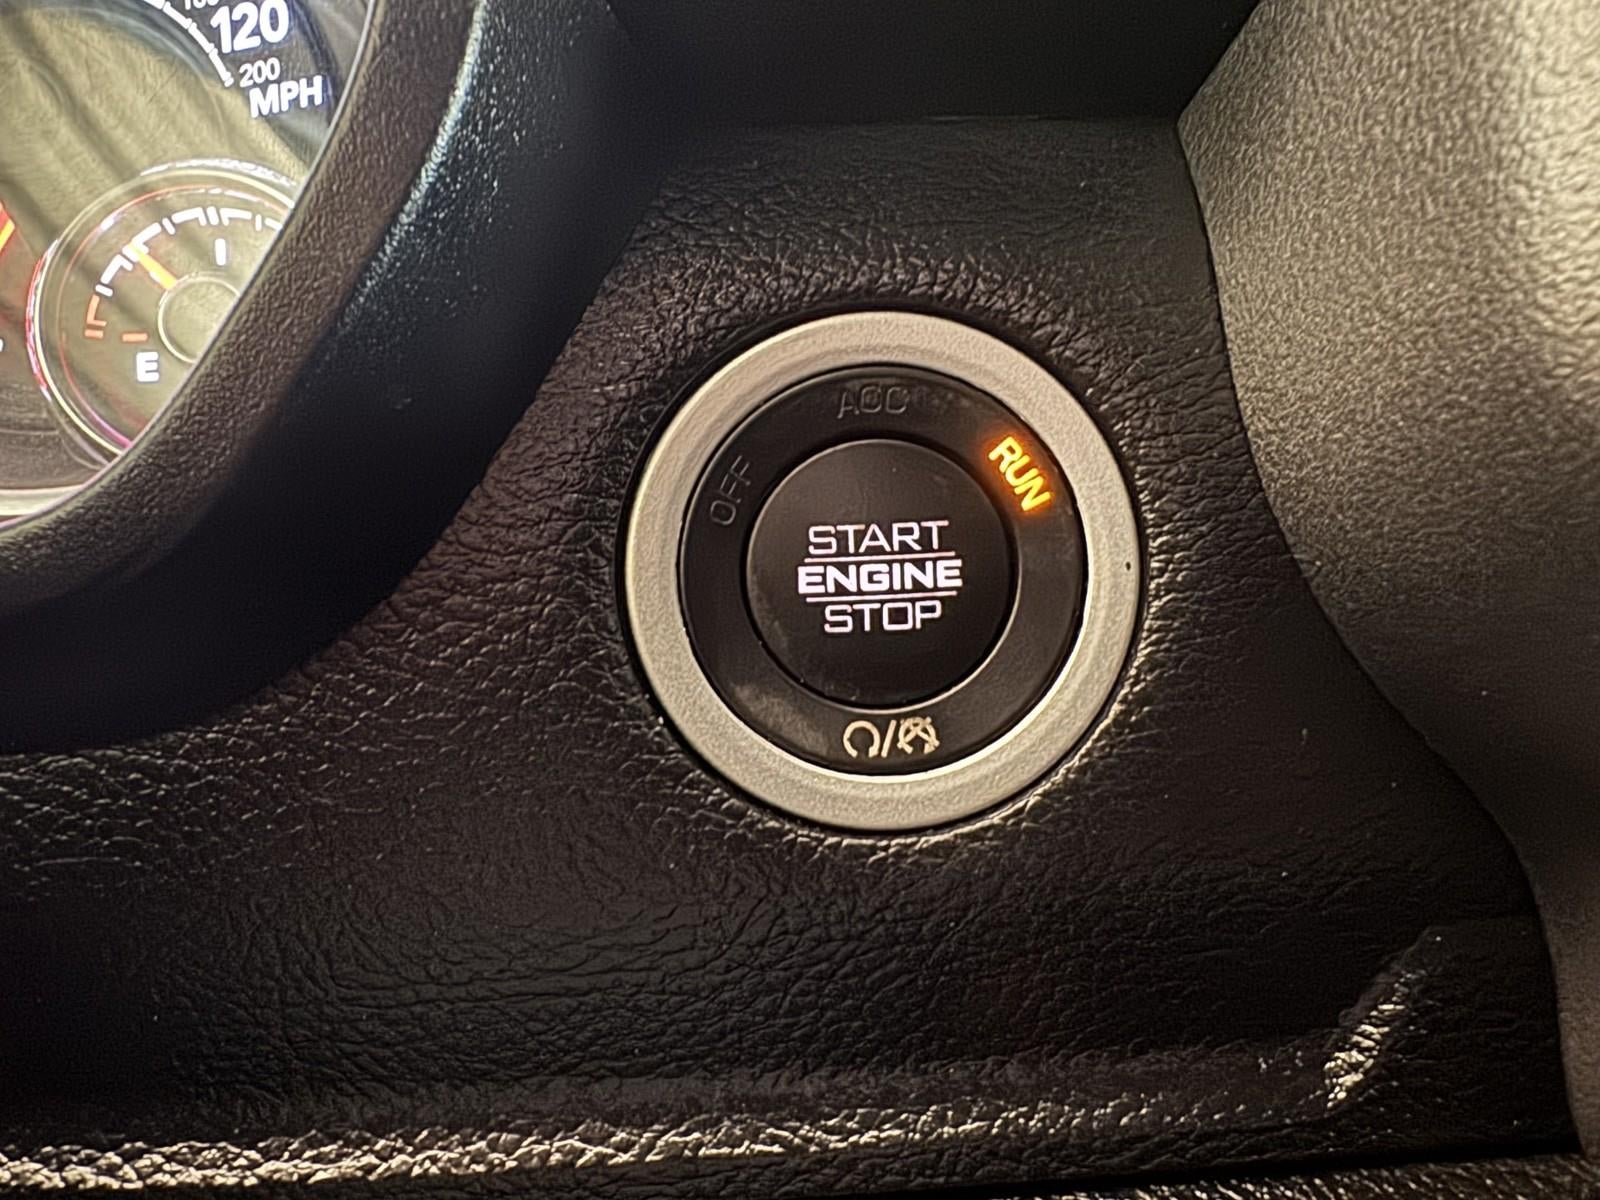 120
200
MPH
E
ACC
RUN
OFF
START
ENGINE
STOP